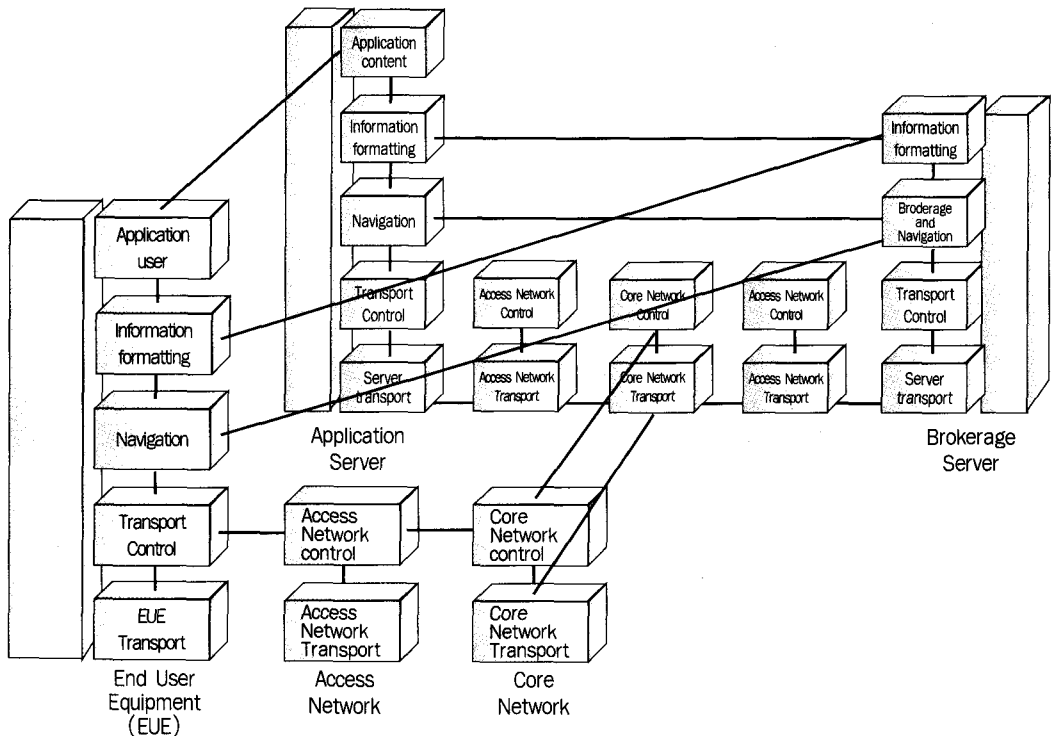 Application
content
Information
formatting
Navigation
Transport
Control
Server
transport
Application
Server
Access Network
Control
Access Network
Transport
Core Network
Control
Core Network
Transport
Access Network
Control
Access Network
Transport
Information
formatting
Broderage
and
Navigation
Transport
Control
Server
transport
Brokerage
Server
Application
user
Information
formatting
Navigation
Transport
Control
EUE
Transport
End User
Equipment
(EUE)
Access
Network
control
Access
Network
Transport
Access
Network
Core
Network
control
Core
Network
Transport
Core
Network